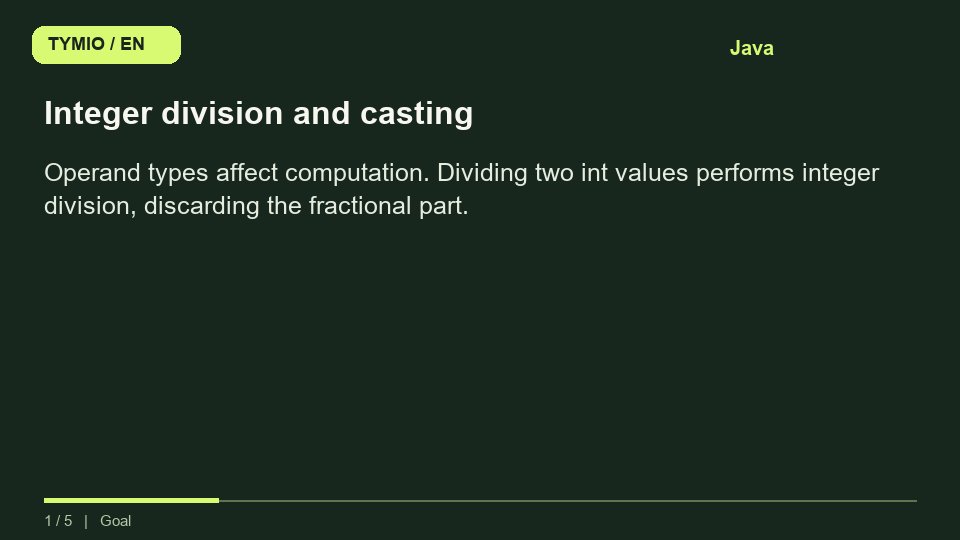 TYMIO / EN
Java
Integer division and casting
Operand types affect computation. Dividing two int values performs integer
division, discarding the fractional part.
1 / 5 | Goal